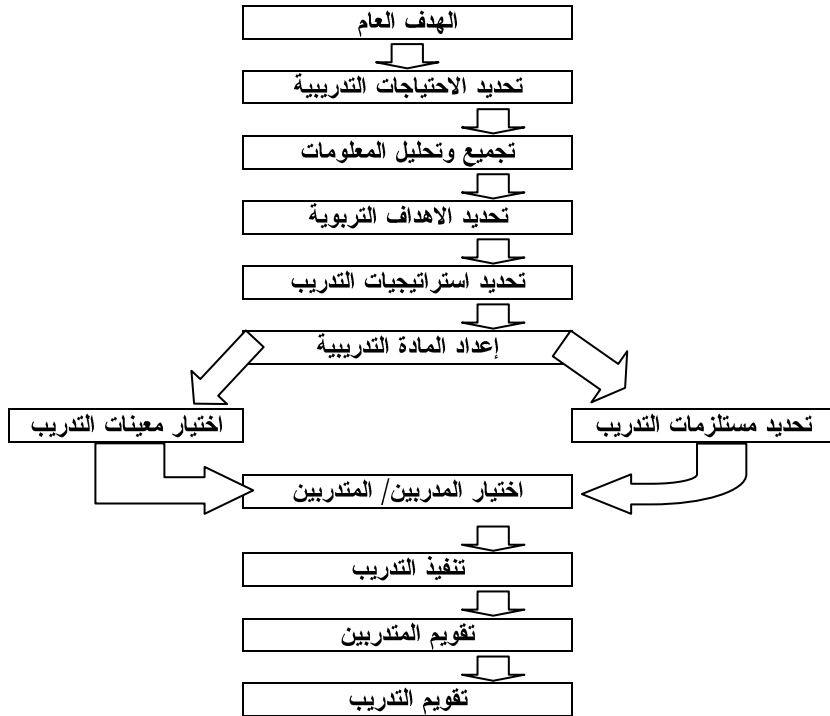 الهدف العام
تحديد الاحتياجات التدريبية
تجميع وتحليل المعلومات
تحديد الاهداف التربوية
تحديد استراتيجيات التدريب
إعداد المادة التدريبية
تحديد مستلزمات التدريب
اختيار معينات التدريب
اختيار المدربين/ المتدربين
تنفيذ التدريب
تقويم المتدربين
تقويم التدريب